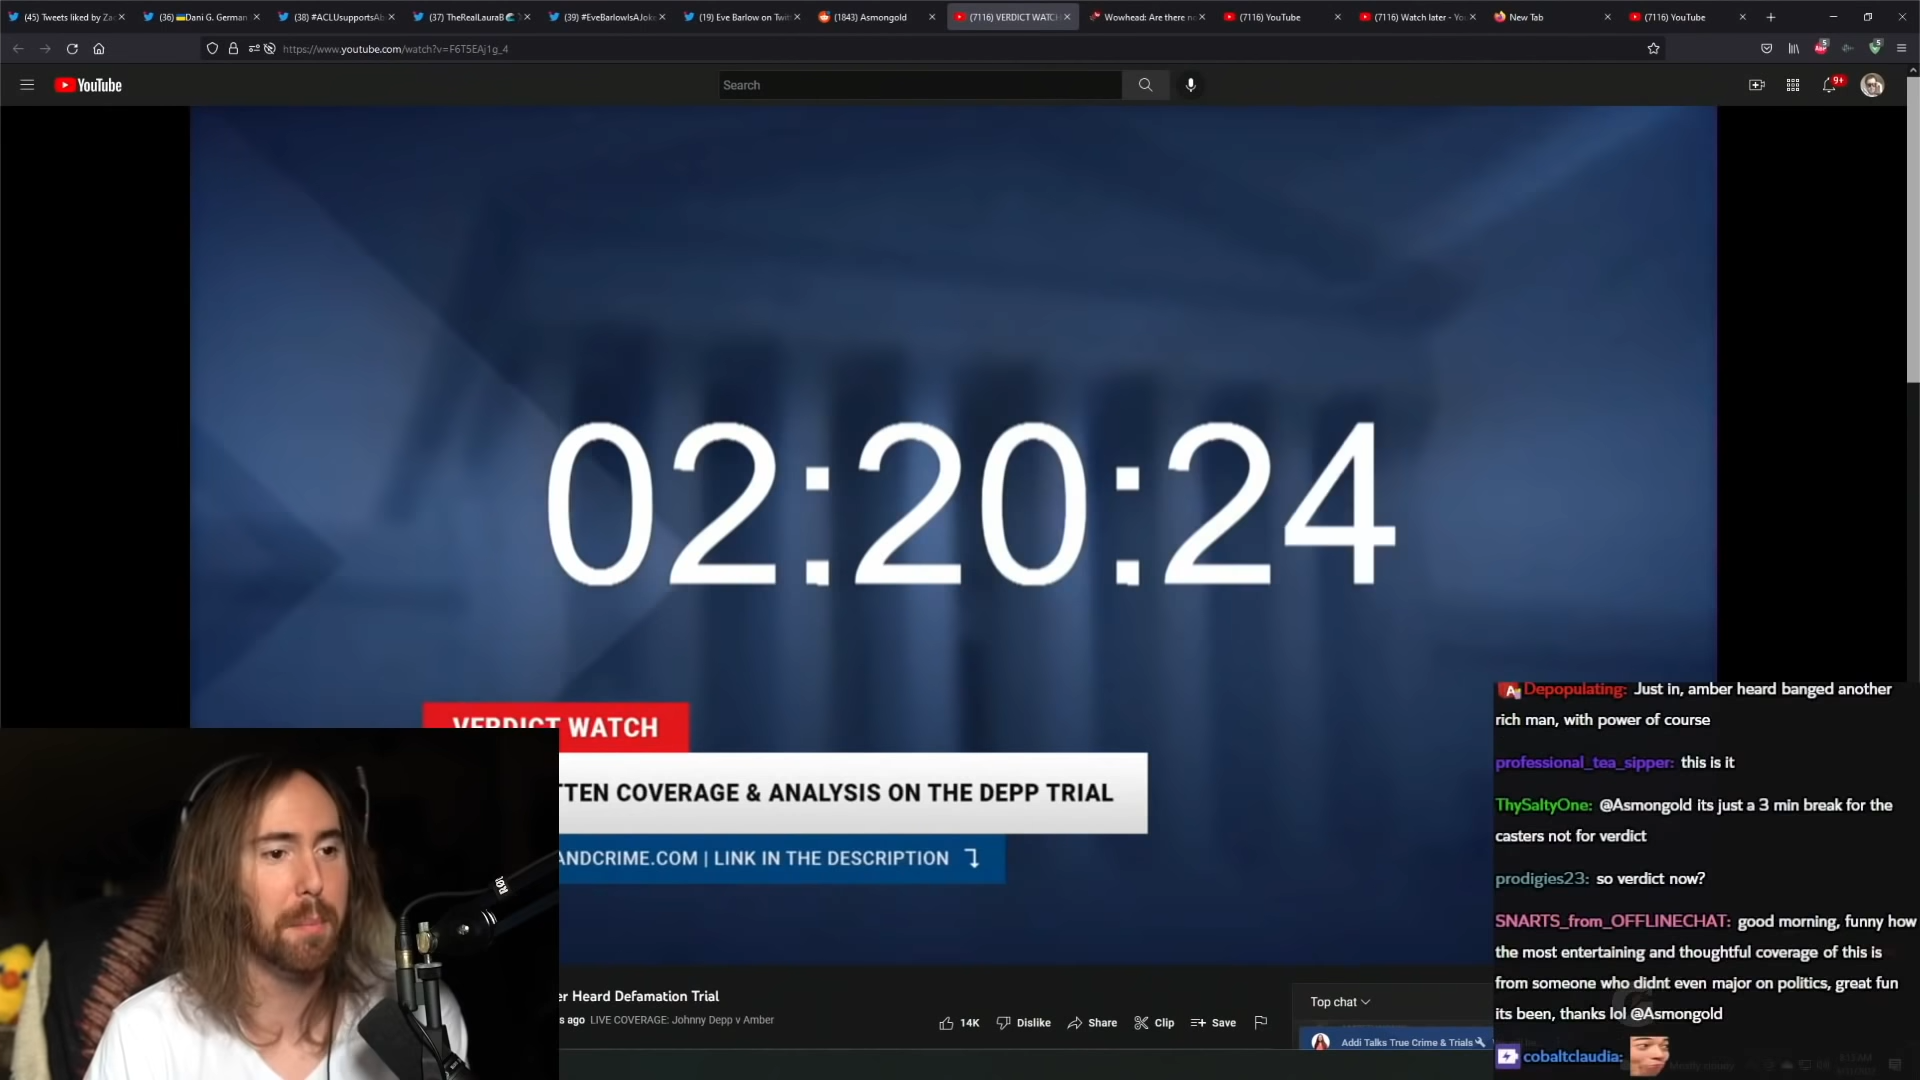 (45) Tweets liked by Za
(36) Dani G. German
(38) #ACLUsupportsAb
(37) TheRealLauraB
(39) #EveBarlowIsAJoke
(19) Eve Barlow on Twit
(1843) Asmongold
(7116) VERDICT WATCH
Wowhead: Are there no
(7116) YouTube
(7116) Watch later - Yo
New Tab
(7116) YouTube
https://www.youtube.com/watch?v=F6T5EAj1g_4
YouTube
Search
9+
02:20:24
VERDICT WATCH
TTEN COVERAGE & ANALYSIS ON THE DEPP TRIAL
ANDCRIME.COM | LINK IN THE DESCRIPTION
er Heard Defamation Trial
s ago LIVE COVERAGE: Johnny Depp v Amber
14K
Dislike
Share
Clip
Save
Top chat
Addi Talks True Crime & Trials
Depopulating: Just in, amber heard banged another
rich man, with power of course
professional_tea_sipper: this is it
ThySaltyOne: @Asmongold its just a 3 min break for the
casters not for verdict
prodigies23: so verdict now?
SNARTS_from_OFFLINECHAT: good morning, funny how
the most entertaining and thoughtful coverage of this is
from someone who didnt even major on politics, great fun
its been, thanks lol @Asmongold
cobaltclaudia: